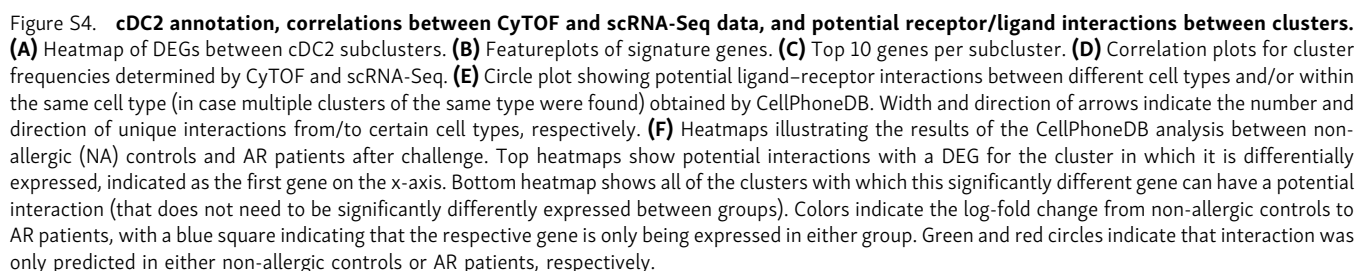 Figure S4. cDC2 annotation, correlations between CyTOF and scRNA-Seq data, and potential receptor/ligand interactions between clusters.
(A) Heatmap of DEGs between cDC2 subclusters. (B) Featureplots of signature genes. (C) Top 10 genes per subcluster. (D) Correlation plots for cluster
frequencies determined by CyTOF and scRNA-Seq. (E) Circle plot showing potential ligand–receptor interactions between different cell types and/or within
the same cell type (in case multiple clusters of the same type were found) obtained by CellPhoneDB. Width and direction of arrows indicate the number and
direction of unique interactions from/to certain cell types, respectively. (F) Heatmaps illustrating the results of the CellPhoneDB analysis between non-
allergic (NA) controls and AR patients after challenge. Top heatmaps show potential interactions with a DEG for the cluster in which it is differentially
expressed, indicated as the first gene on the x-axis. Bottom heatmap shows all of the clusters with which this significantly different gene can have a potential
interaction (that does not need to be significantly differently expressed between groups). Colors indicate the log-fold change from non-allergic controls to
AR patients, with a blue square indicating that the respective gene is only being expressed in either group. Green and red circles indicate that interaction was
only predicted in either non-allergic controls or AR patients, respectively.